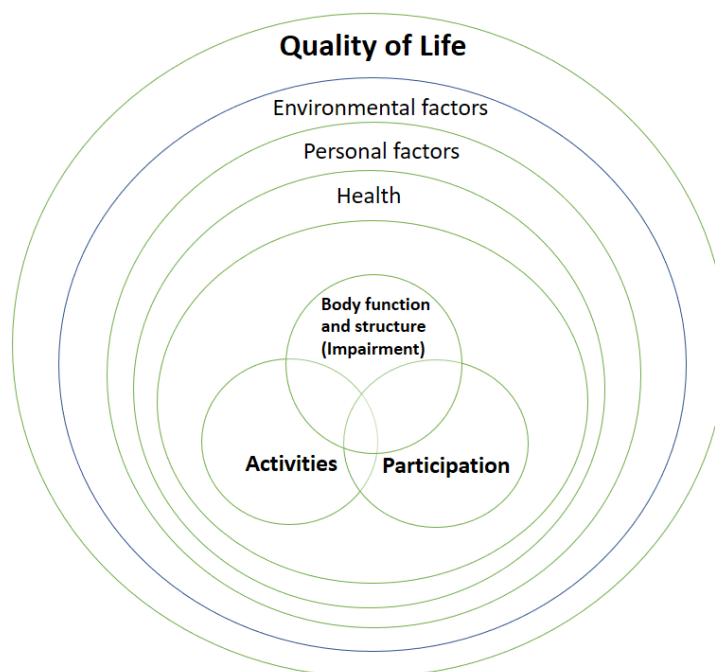 Quality of Life
Environmental factors
Personal factors
Health
Body function
and structure
(Impairment)
Activities
Participation